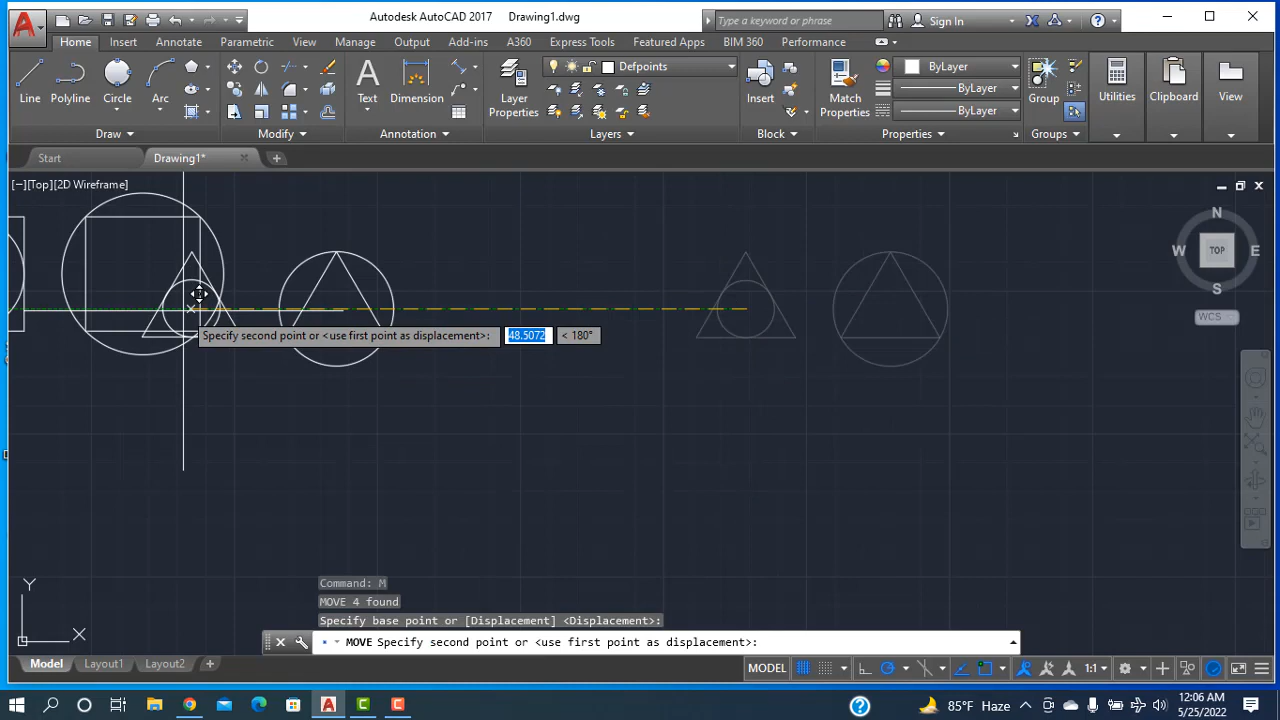 Autodesk AutoCAD 2017 Drawing1.dwg
Type a keyword or phrase
Sign In
Home Insert Annotate Parametric View Manage Output Add-ins A360 Express Tools Featured Apps BIM 360 Performance
Line Polyline Circle Arc
Draw
Modify
Text Dimension
Annotation
Layer Properties
Defpoints
Layers
Insert
Block
Match Properties
ByLayer
ByLayer
ByLayer
Properties
Group
Groups
Utilities
Clipboard
View
Start Drawing1*
[−][Top][2D Wireframe]
N
W TOP E
S
WCS
Specify second point or <use first point as displacement>: 48.5072 < 180°
Y
X
Command: M
MOVE 4 found
Specify base point or [Displacement] <Displacement>:
MOVE Specify second point or <use first point as displacement>:
Model Layout1 Layout2 +
MODEL 1:1
85°F Haze
12:06 AM
5/25/2022